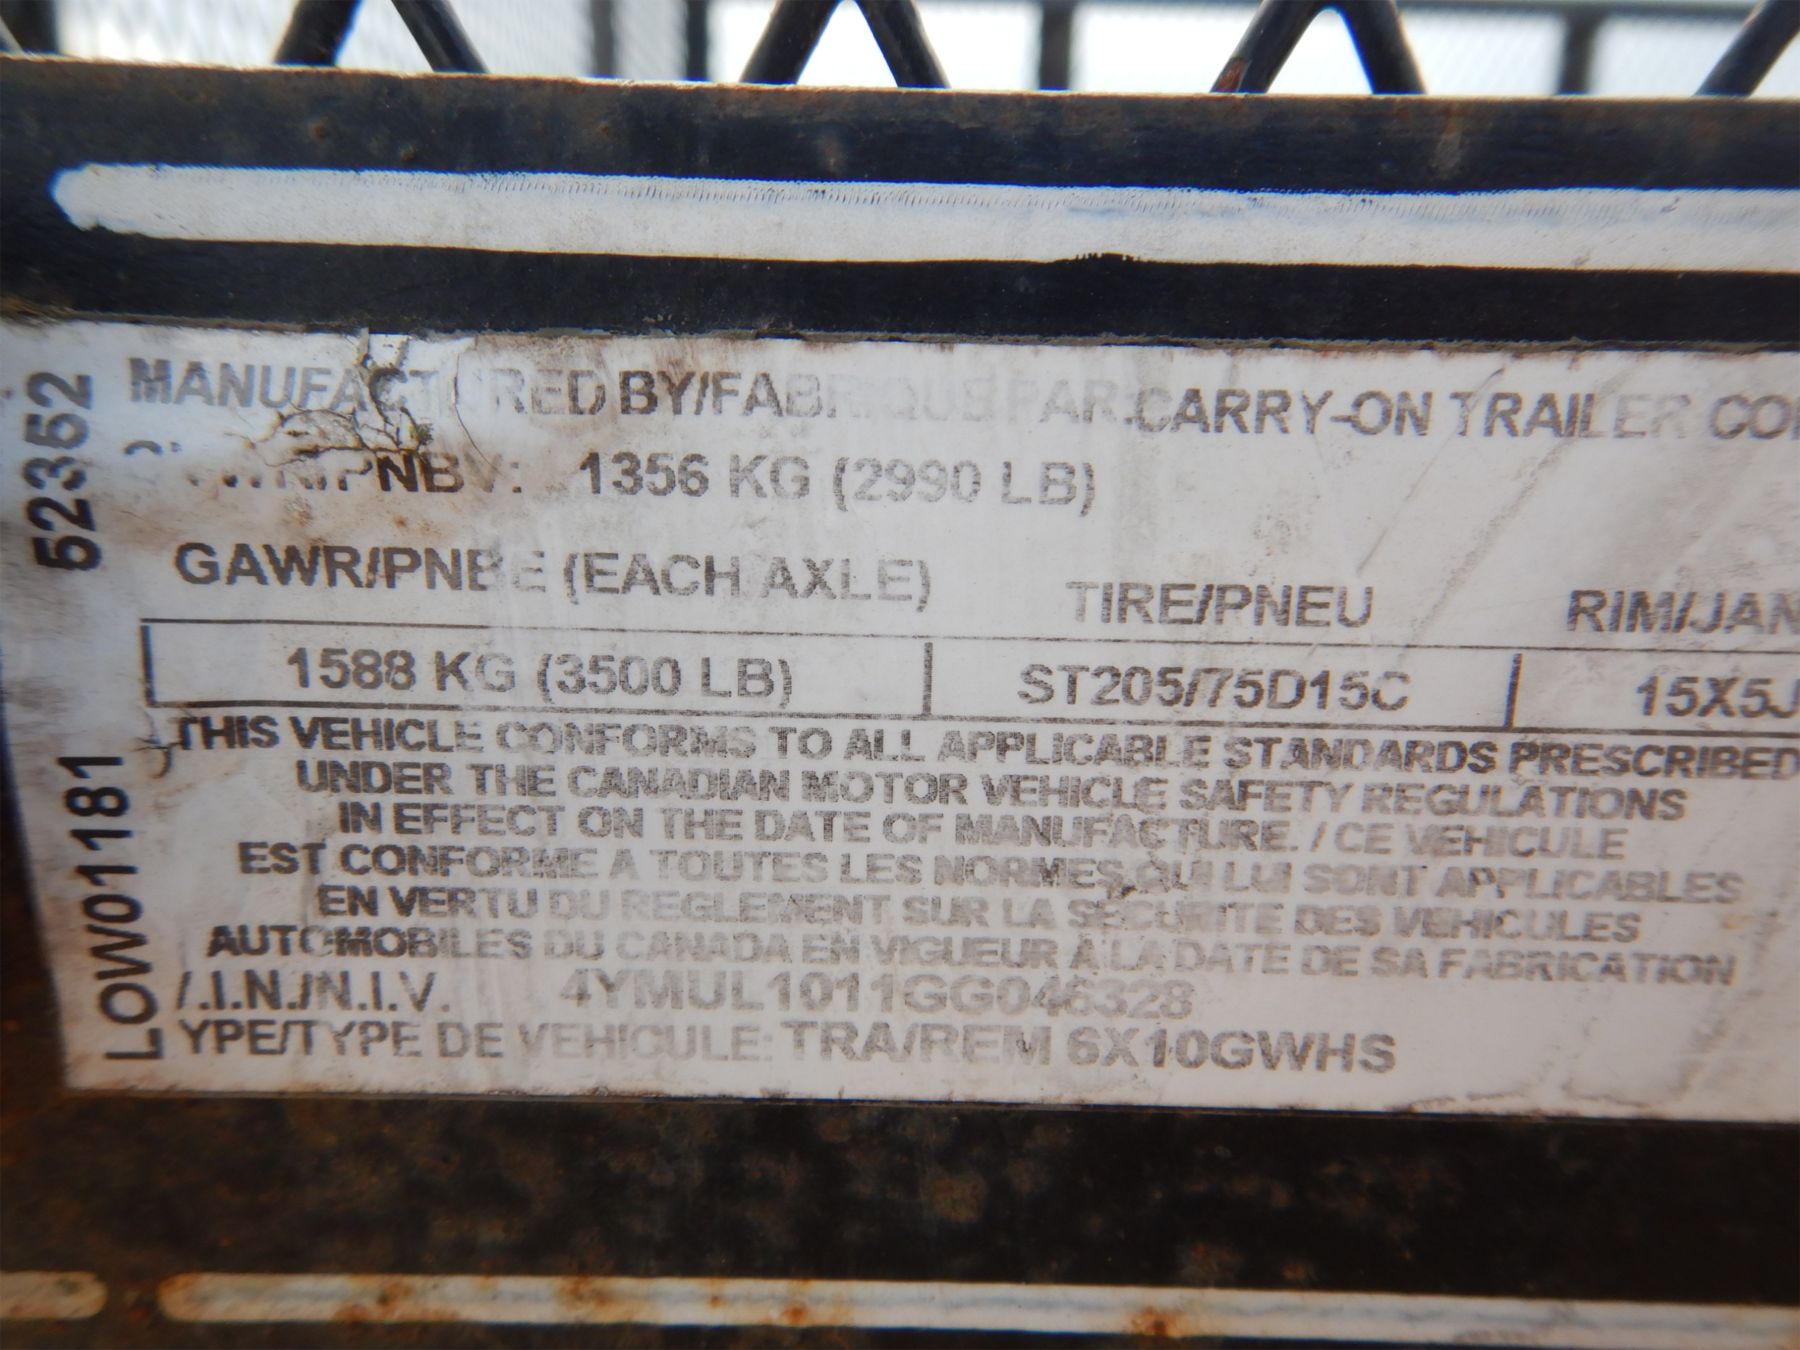 52352
LOW01181
MANUFACTURED BY/FABRIQUE PAR:CARRY-ON TRAILER CO
GVWR/PNBV: 1356 KG (2990 LB)
GAWR/PNBE (EACH AXLE) TIRE/PNEU RIM/JAN
1588 KG (3500 LB) ST205/75D15C 15X5J
THIS VEHICLE CONFORMS TO ALL APPLICABLE STANDARDS PRESCRIBED
UNDER THE CANADIAN MOTOR VEHICLE SAFETY REGULATIONS
IN EFFECT ON THE DATE OF MANUFACTURE. / CE VEHICULE
EST CONFORME A TOUTES LES NORMES QUI LUI SONT APPLICABLES
EN VERTU DU REGLEMENT SUR LA SECURITE DES VEHICULES
AUTOMOBILES DU CANADA EN VIGUEUR À LA DATE DE SA FABRICATION
V.I.N./N.I.V. 4YMUL1011GG046328
YPE/TYPE DE VEHICULE: TRA/REM 6X10GWHS